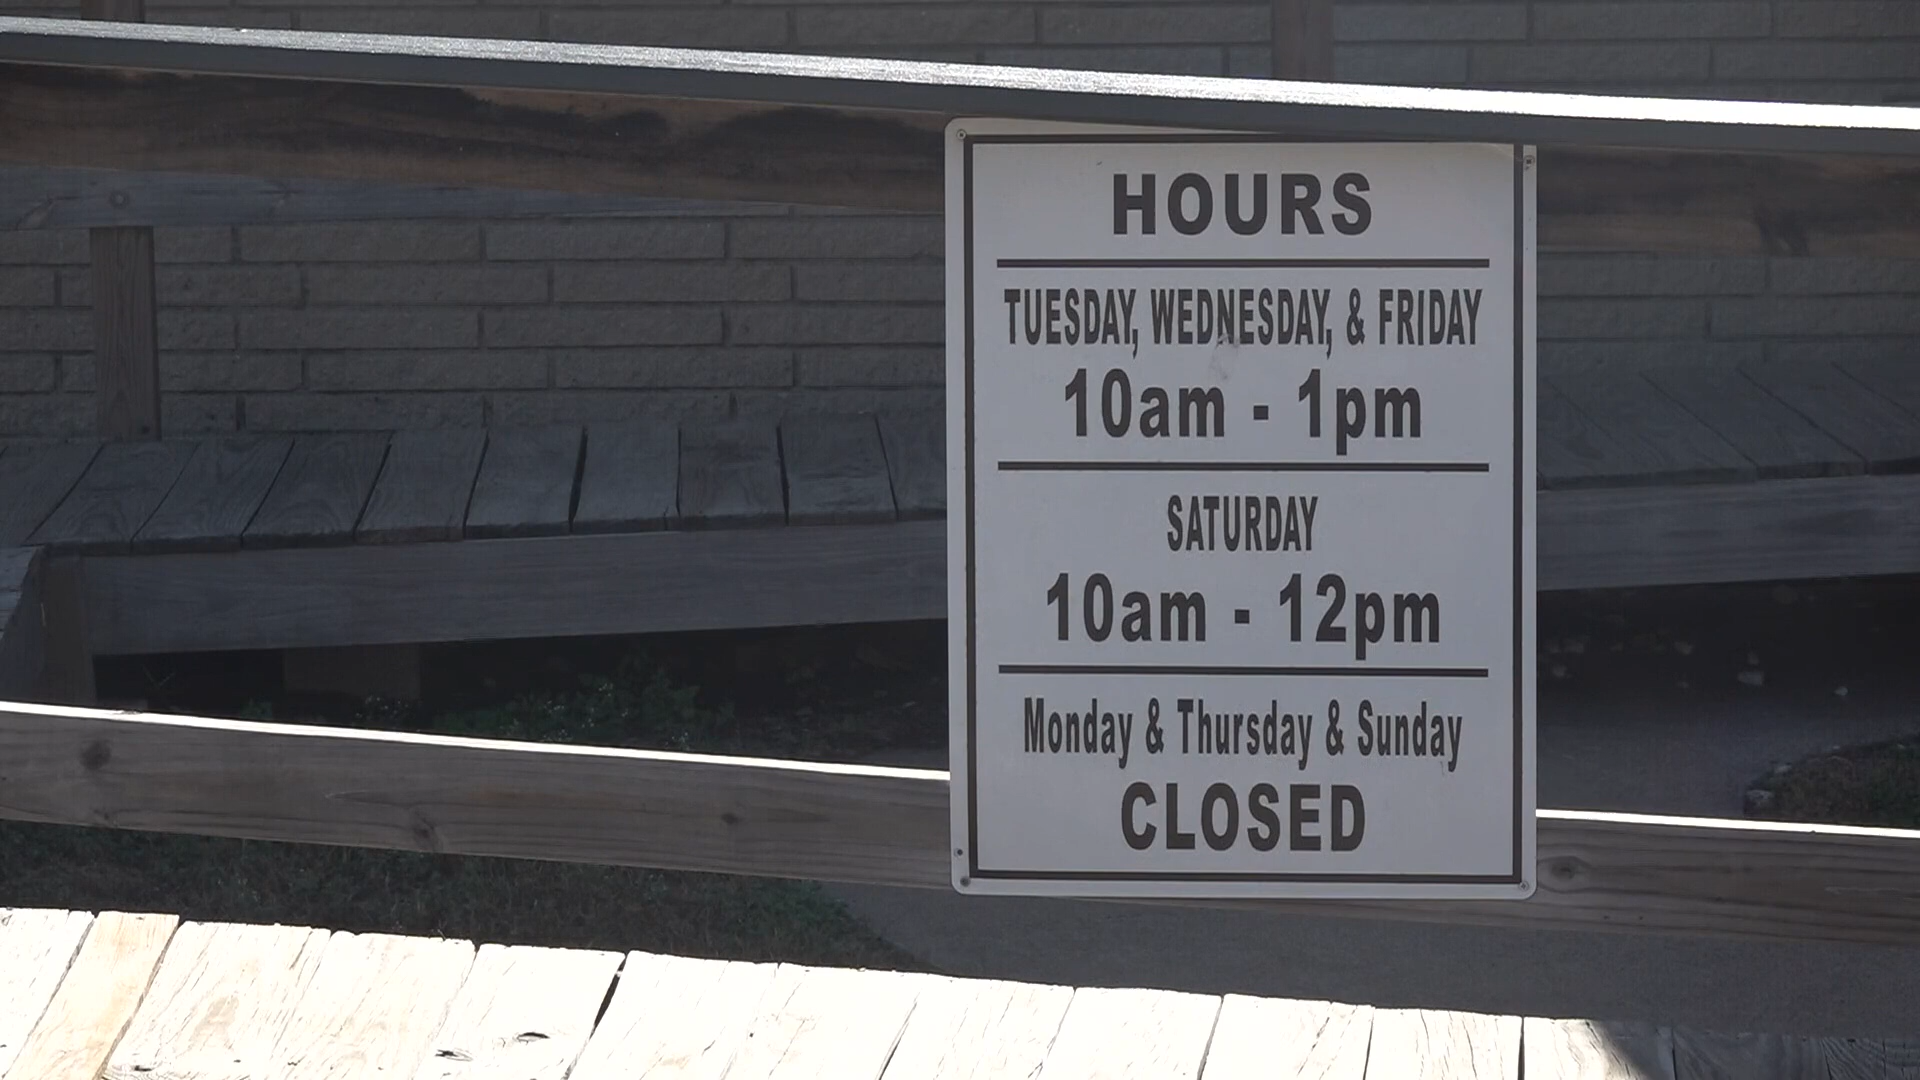 HOURS
TUESDAY, WEDNESDAY, & FRIDAY
10am - 1pm
SATURDAY
10am - 12pm
Monday & Thursday & Sunday
CLOSED